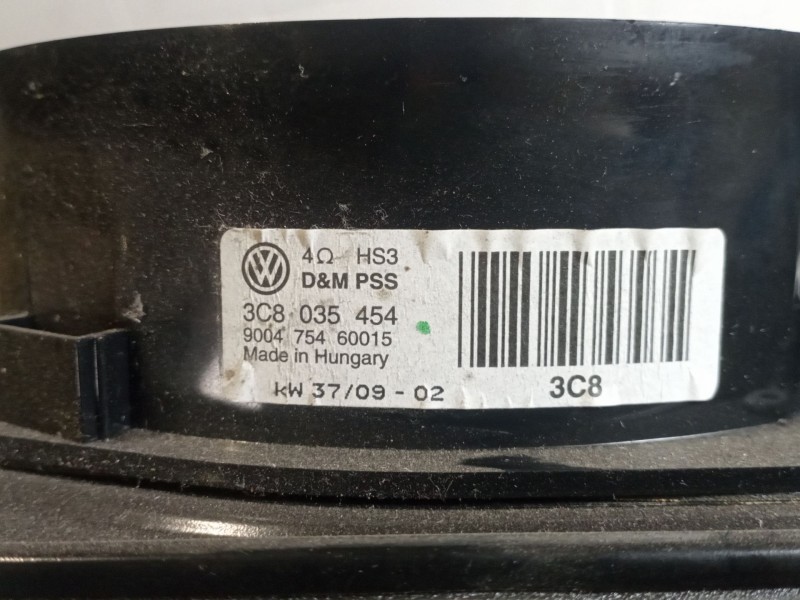 4Ω HS3
D&M PSS
3C8 035 454
9004 754 60015
Made in Hungary
kW 37/09 - 02
3C8